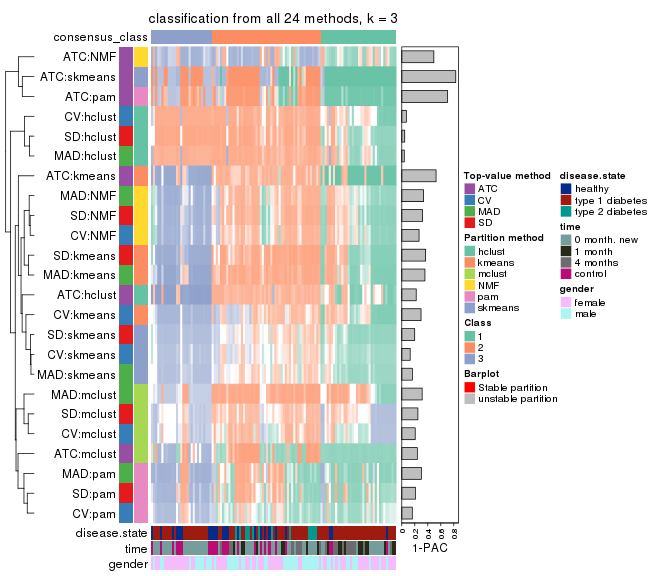 classification from all 24 methods, k = 3
consensus_class
ATC:NMF
ATC:skmeans
ATC:pam
CV:hclust
SD:hclust
MAD:hclust
ATC:kmeans
MAD:NMF
SD:NMF
CV:NMF
SD:kmeans
MAD:kmeans
ATC:hclust
CV:kmeans
SD:skmeans
CV:skmeans
MAD:skmeans
MAD:mclust
SD:mclust
CV:mclust
ATC:mclust
MAD:pam
SD:pam
CV:pam
disease.state
time
gender
0
0.2
0.4
0.6
0.8
1-PAC
Top-value method
ATC
CV
MAD
SD
Partition method
hclust
kmeans
mclust
NMF
pam
skmeans
Class
1
2
3
Barplot
Stable partition
unstable partition
disease.state
healthy
type 1 diabetes
type 2 diabetes
time
0 month. new
1 month
4 months
control
gender
female
male